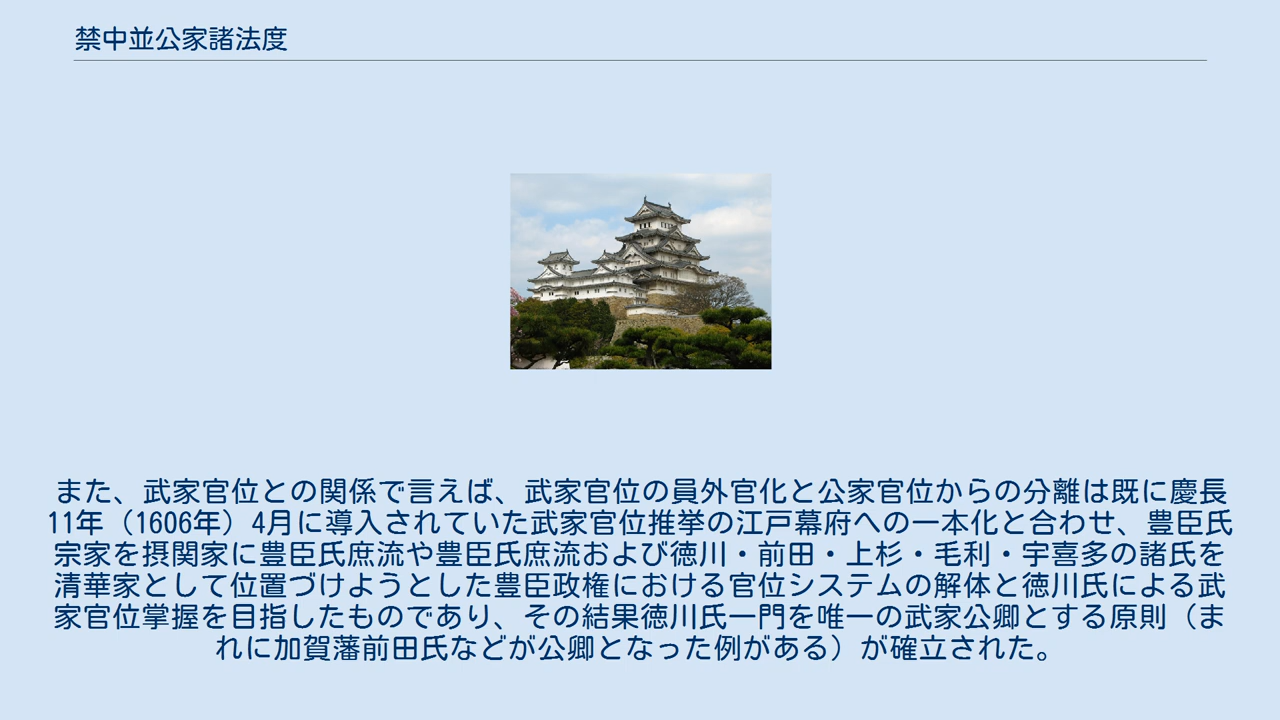 禁中並公家諸法度
また、武家官位との関係で言えば、武家官位の員外官化と公家官位からの分離は既に慶長
11年（1606年）4月に導入されていた武家官位推挙の江戸幕府への一本化と合わせ、豊臣氏
宗家を摂関家に豊臣氏庶流や豊臣氏庶流および徳川・前田・上杉・毛利・宇喜多の諸氏を
清華家として位置づけようとした豊臣政権における官位システムの解体と徳川氏による武
家官位掌握を目指したものであり、その結果徳川氏一門を唯一の武家公卿とする原則（ま
れに加賀藩前田氏などが公卿となった例がある）が確立された。